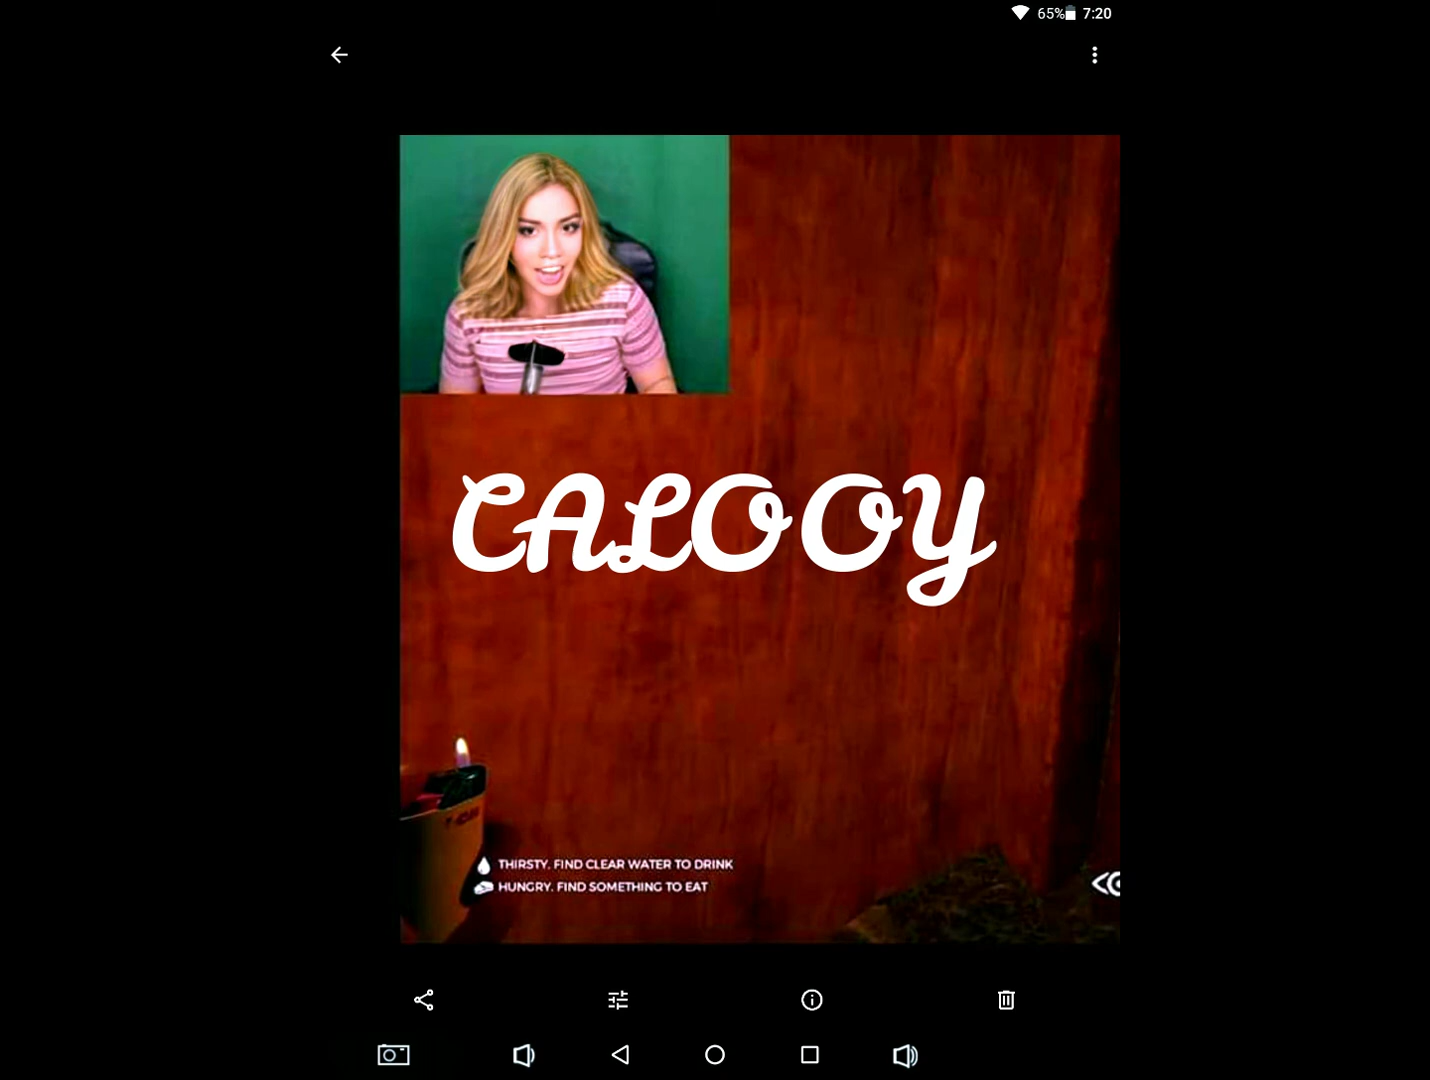 65% 7:20
CALOOY
THIRSTY. FIND CLEAR WATER TO DRINK
HUNGRY. FIND SOMETHING TO EAT